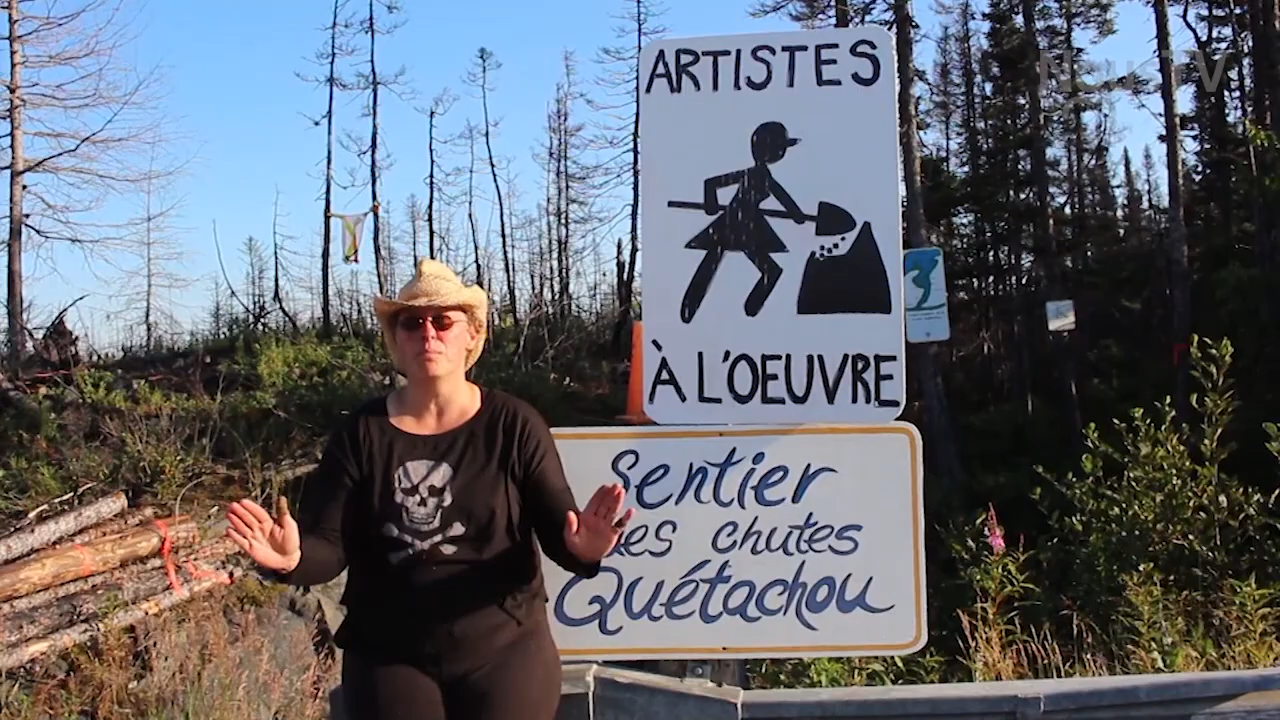 ARTISTES
À L'OEUVRE
Sentier
des chutes
Quétachou